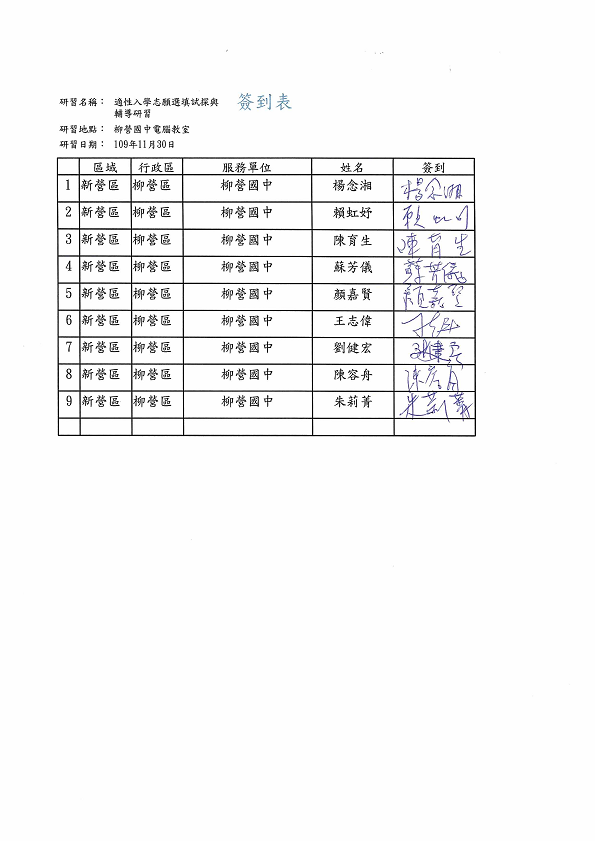 研習名稱： 適性入學志願選填試探與 簽到表
輔導研習
研習地點： 柳營國中電腦教室
研習日期： 109年11月30日
區域 行政區 服務單位 姓名 簽到
1 新營區 柳營區 柳營國中 楊念湘 楊念湘
2 新營區 柳營區 柳營國中 賴虹妤 賴虹妤
3 新營區 柳營區 柳營國中 陳育生 陳育生
4 新營區 柳營區 柳營國中 蘇芳儀 蘇芳儀
5 新營區 柳營區 柳營國中 顏嘉賢 顏嘉賢
6 新營區 柳營區 柳營國中 王志偉
7 新營區 柳營區 柳營國中 劉健宏
8 新營區 柳營區 柳營國中 陳容舟 陳容舟
9 新營區 柳營區 柳營國中 朱莉菁 朱莉菁